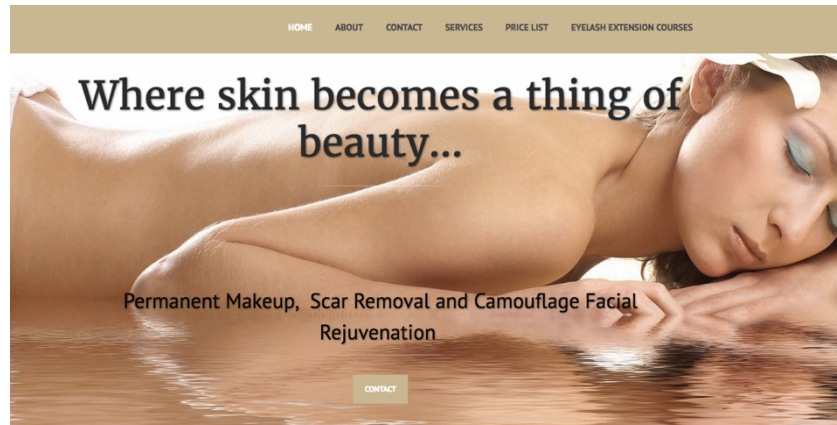 HOME ABOUT CONTACT SERVICES PRICE LIST EYELASH EXTENSION COURSES
Where skin becomes a thing of
beauty...
Permanent Makeup,  Scar Removal and Camouflage Facial
Rejuvenation
CONTACT